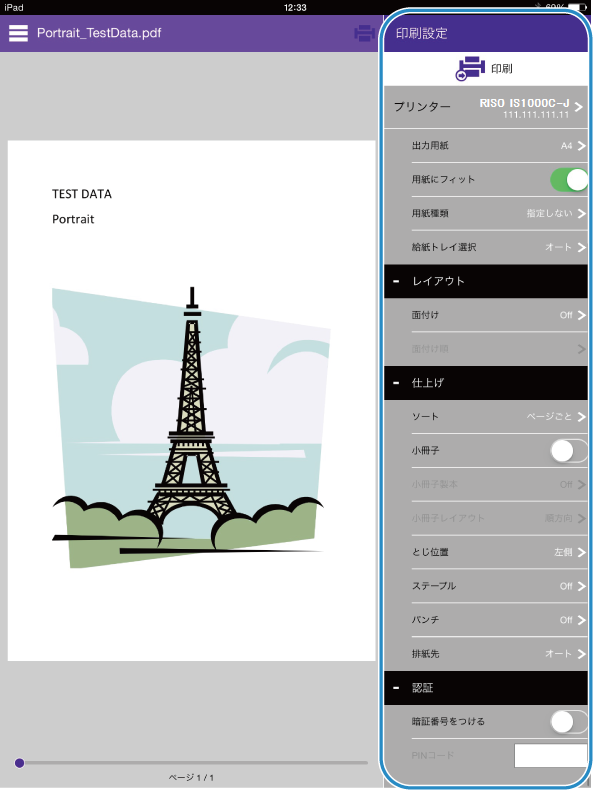 iPad 12:33 69%
Portrait_TestData.pdf
印刷設定
印刷
プリンター RISO IS1000C-J
111.111.111.11
出力用紙 A4
用紙にフィット
用紙種類 指定しない
給紙トレイ選択 オート
- レイアウト
面付け Off
面付け順
- 仕上げ
ソート ページごと
小冊子
小冊子製本 Off
小冊子レイアウト 順方向
とじ位置 左側
ステープル Off
パンチ Off
排紙先 オート
- 認証
暗証番号をつける
PINコード
TEST DATA
Portrait
ページ 1 / 1